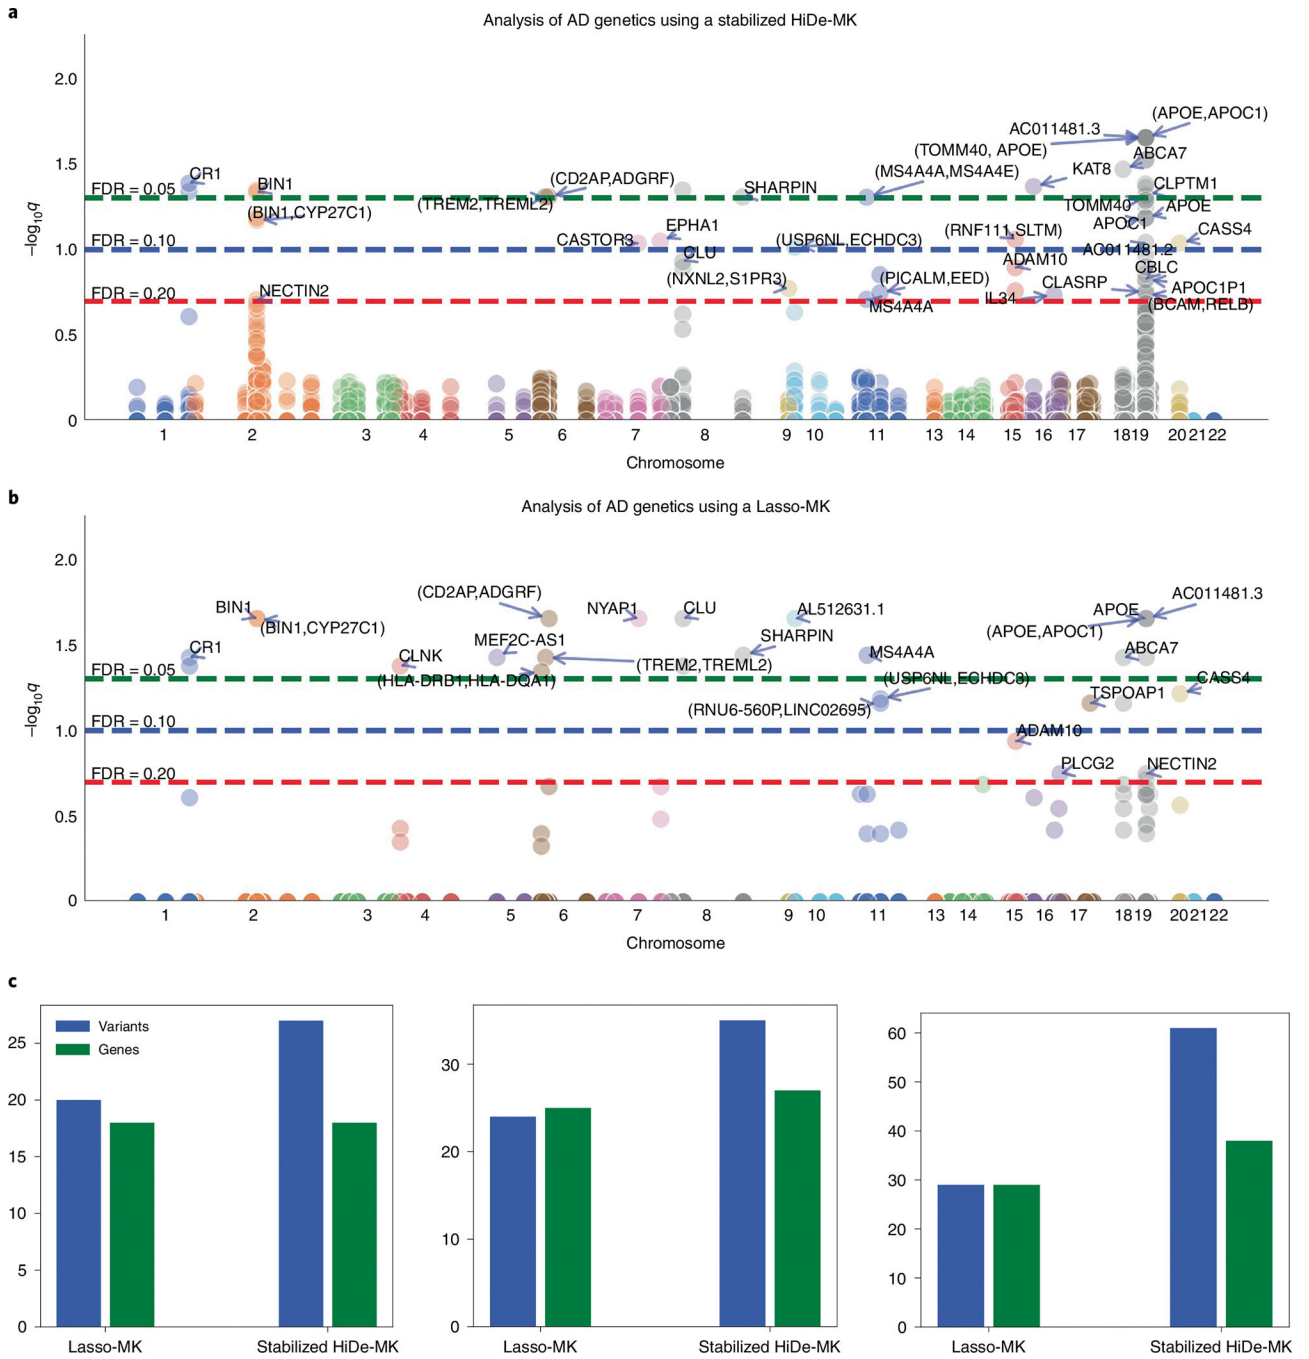 a
Analysis of AD genetics using a stabilized HiDe-MK
–log10q
2.0
1.5
1.0
0.5
0
FDR = 0.05
FDR = 0.10
FDR = 0.20
CR1
BIN1
(BIN1,CYP27C1)
NECTIN2
(CD2AP,ADGRF)
(TREM2,TREML2)
CASTOR3
EPHA1
CLU
SHARPIN
(NXNL2,S1PR3)
(USP6NL,ECHDC3)
(MS4A4A,MS4A4E)
(PICALM,EED)
MS4A4A
(RNF111,SLTM)
ADAM10
IL34
KAT8
CLASRP
AC011481.3
(TOMM40, APOE)
(APOE,APOC1)
ABCA7
CLPTM1
TOMM40
APOE
APOC1
CASS4
AC011481.2
CBLC
APOC1P1
(BCAM,RELB)
1 2 3 4 5 6 7 8 9 10 11 13 14 15 16 17 18 19 20 21 22
Chromosome
b
Analysis of AD genetics using a Lasso-MK
–log10q
2.0
1.5
1.0
0.5
0
FDR = 0.05
FDR = 0.10
FDR = 0.20
BIN1
(BIN1,CYP27C1)
CR1
CLNK
(CD2AP,ADGRF)
MEF2C-AS1
(HLA-DRB1,HLA-DQA1)
(TREM2,TREML2)
NYAP1
CLU
SHARPIN
AL512631.1
MS4A4A
(USP6NL,ECHDC3)
(RNU6-560P,LINC02695)
ADAM10
PLCG2
TSPOAP1
APOE
AC011481.3
(APOE,APOC1)
ABCA7
CASS4
NECTIN2
1 2 3 4 5 6 7 8 9 10 11 13 14 15 16 17 18 19 20 21 22
Chromosome
c
Variants
Genes
25
20
15
10
5
0
Lasso-MK Stabilized HiDe-MK
30
20
10
0
Lasso-MK Stabilized HiDe-MK
60
50
40
30
20
10
0
Lasso-MK Stabilized HiDe-MK